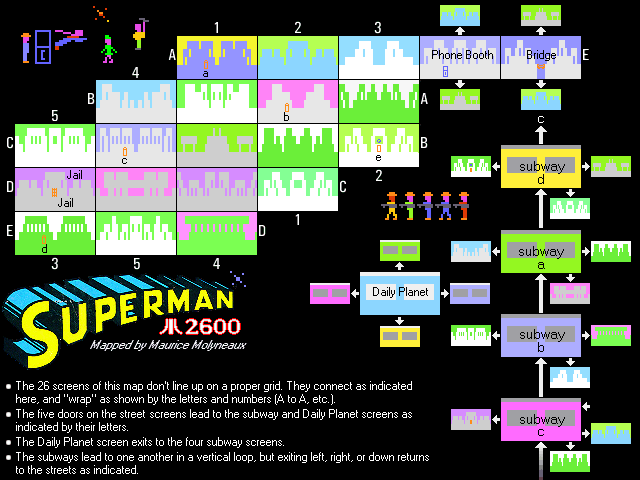 1
2
3
4
5
A
B
C
D
E
a
b
c
e
Jail
Jail
d
3
5
4
A
B
C
D
1
2
Phone Booth
Bridge
E
c
subway
d
subway
a
subway
b
subway
c
Daily Planet
SUPERMAN
2600
Mapped by Maurice Molyneaux
The 26 screens of this map don't line up on a proper grid. They connect as indicated
here, and "wrap" as shown by the letters and numbers (A to A, etc.).
The five doors on the street screens lead to the subway and Daily Planet screens as
indicated by their letters.
The Daily Planet screen exits to the four subway screens.
The subways lead to one another in a vertical loop, but exiting left, right, or down returns
to the streets as indicated.